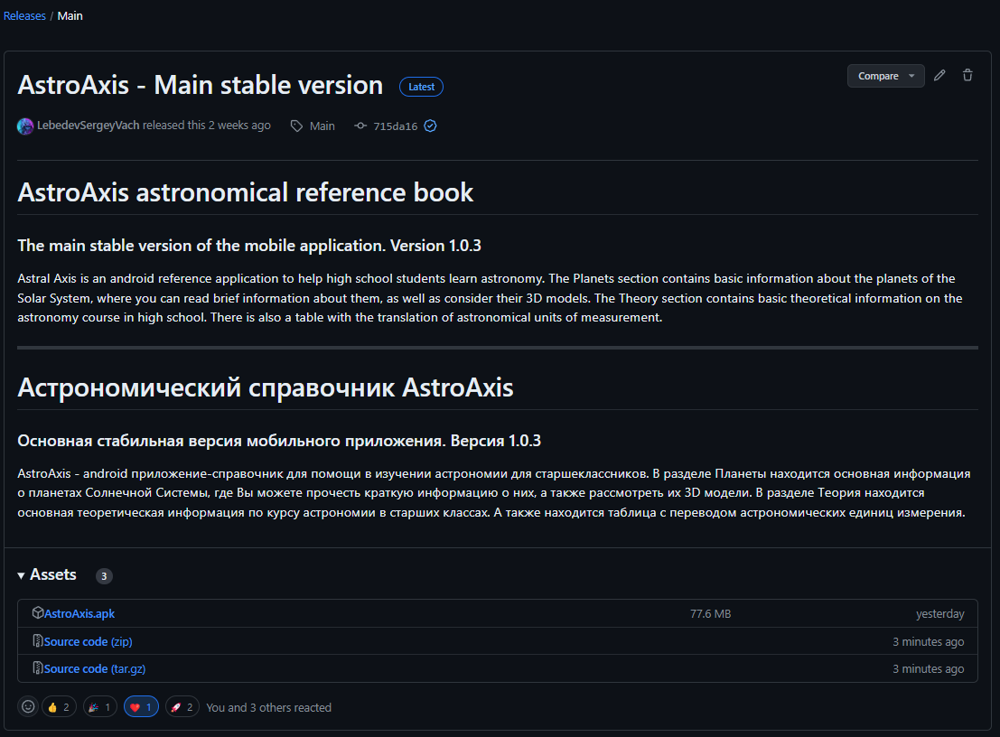 Releases / Main
AstroAxis - Main stable version Latest
Compare
LebedevSergeyVach released this 2 weeks ago Main 715da16
AstroAxis astronomical reference book
The main stable version of the mobile application. Version 1.0.3
Astral Axis is an android reference application to help high school students learn astronomy. The Planets section contains basic information about the planets of the
Solar System, where you can read brief information about them, as well as consider their 3D models. The Theory section contains basic theoretical information on the
astronomy course in high school. There is also a table with the translation of astronomical units of measurement.
Астрономический справочник AstroAxis
Основная стабильная версия мобильного приложения. Версия 1.0.3
AstroAxis - android приложение-справочник для помощи в изучении астрономии для старшеклассников. В разделе Планеты находится основная информация
о планетах Солнечной Системы, где Вы можете прочесть краткую информацию о них, а также рассмотреть их 3D модели. В разделе Теория находится
основная теоретическая информация по курсу астрономии в старших классах. А также находится таблица с переводом астрономических единиц измерения.
Assets 3
AstroAxis.apk 77.6 MB yesterday
Source code (zip) 3 minutes ago
Source code (tar.gz) 3 minutes ago
2 1 1 2 You and 3 others reacted